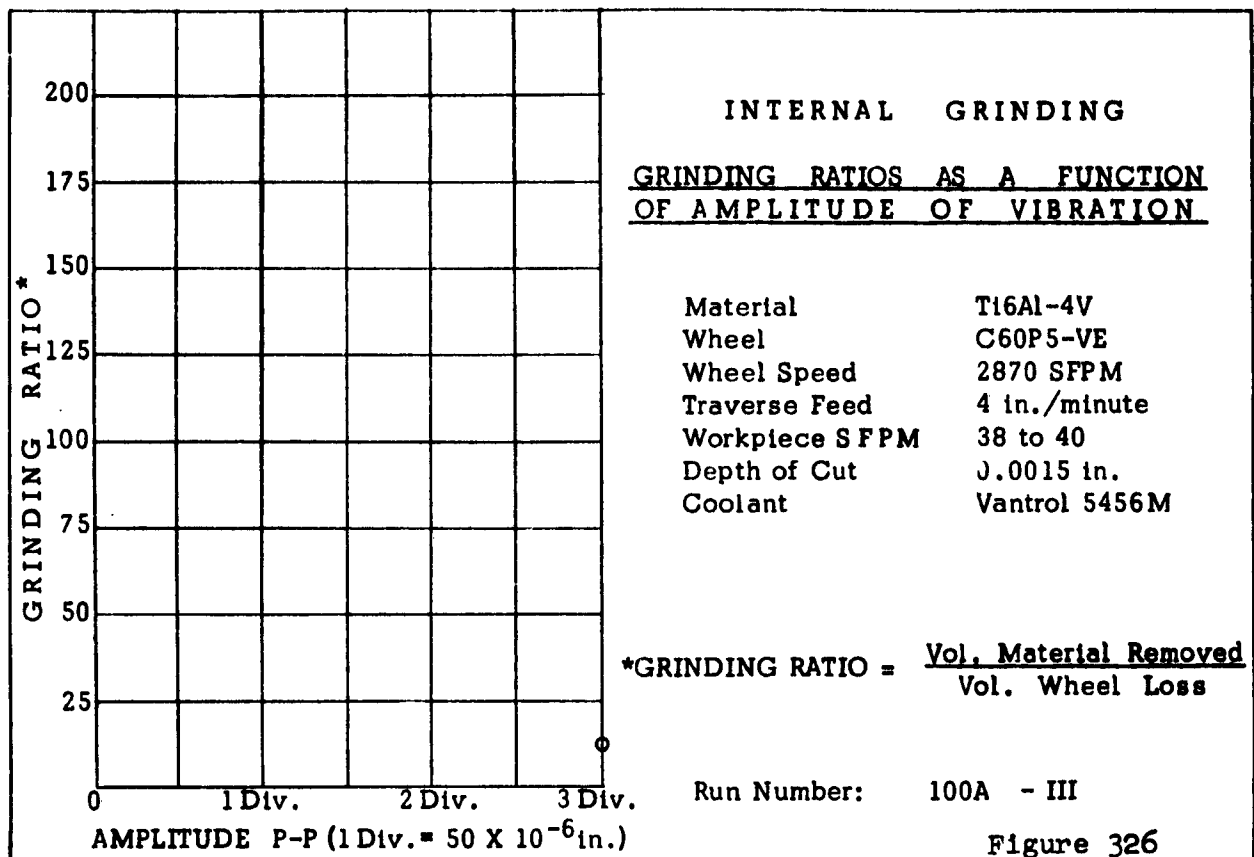 200
175
150
125
100
75
50
25
GRINDING RATIO*
0 1 Div. 2 Div. 3 Div.
AMPLITUDE P-P (1 Div. = 50 X 10⁻⁶ in.)
INTERNAL GRINDING
GRINDING RATIOS AS A FUNCTION
OF AMPLITUDE OF VIBRATION
Material Ti6Al-4V
Wheel C60P5-VE
Wheel Speed 2870 SFPM
Traverse Feed 4 in./minute
Workpiece SFPM 38 to 40
Depth of Cut 0.0015 in.
Coolant Vantrol 5456M
*GRINDING RATIO = Vol. Material Removed
Vol. Wheel Loss
Run Number: 100A - III
Figure 326